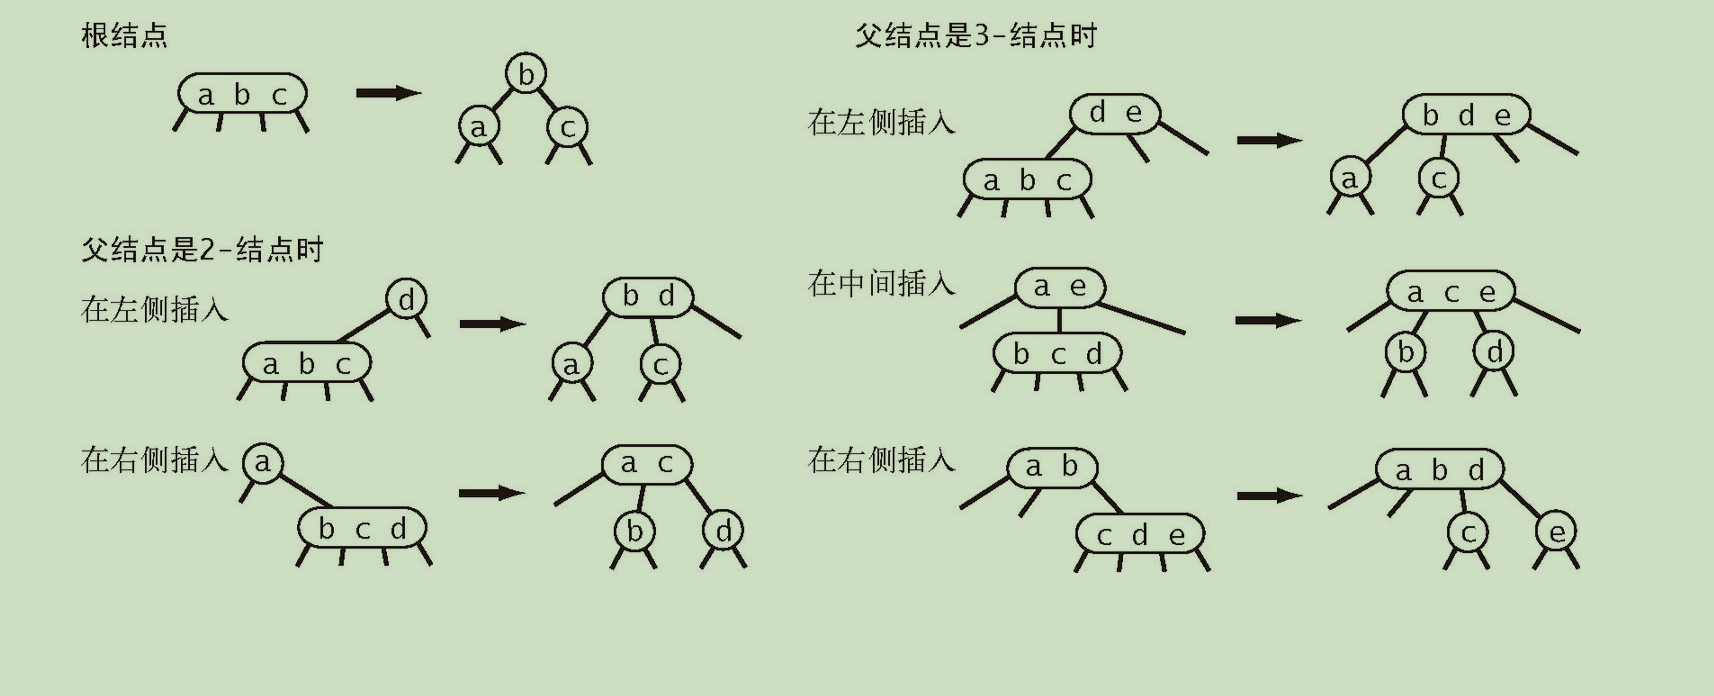 根结点
a b c
b
a
c
父结点是2-结点时
在左侧插入
d
a b c
b d
a
c
在右侧插入
a
b c d
a c
b
d
父结点是3-结点时
在左侧插入
d e
a b c
b d e
a
c
在中间插入
a e
b c d
a c e
b
d
在右侧插入
a b
c d e
a b d
c
e